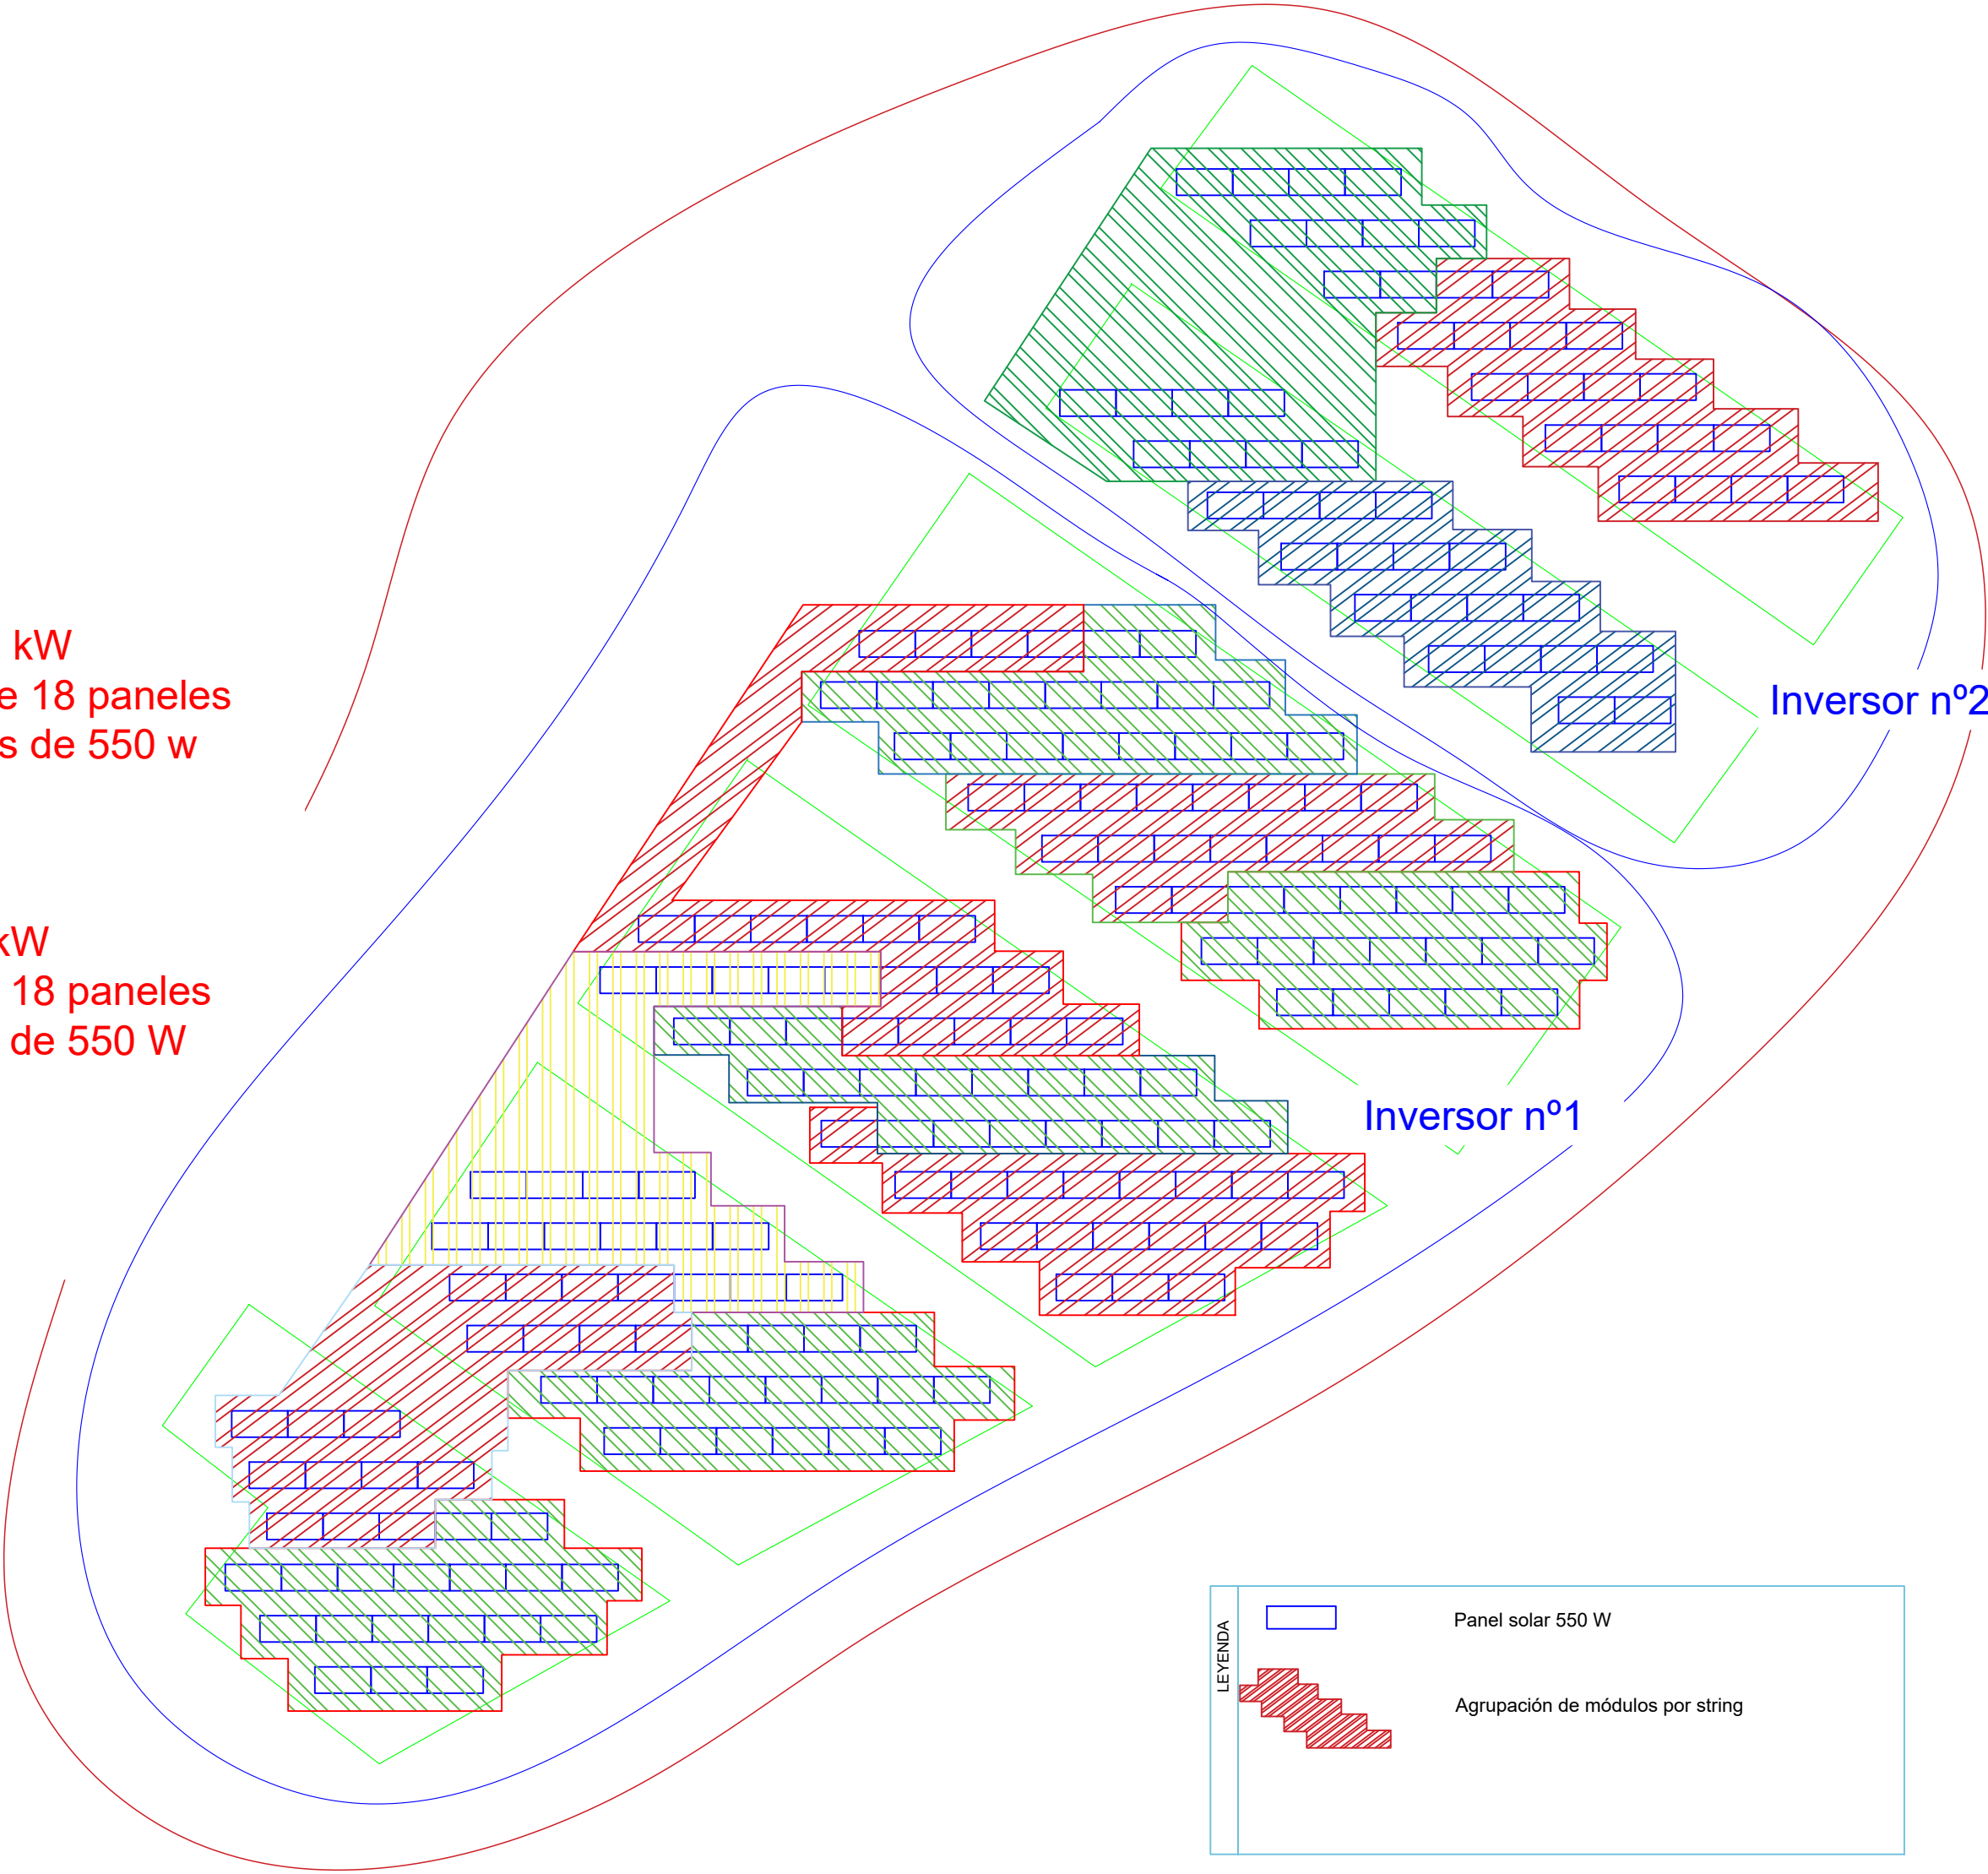 kW
e 18 paneles
s de 550 w
Inversor nº2
kW
18 paneles
de 550 W
Inversor nº1
LEYENDA
Panel solar 550 W
Agrupación de módulos por string